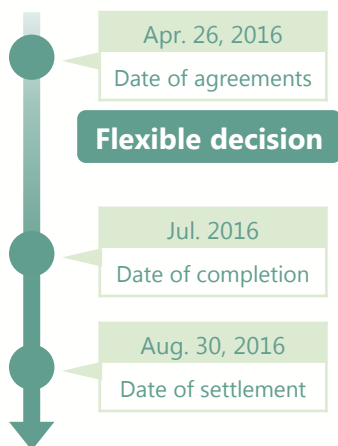 Apr. 26, 2016
Date of agreements
Flexible decision
Jul. 2016
Date of completion
Aug. 30, 2016
Date of settlement